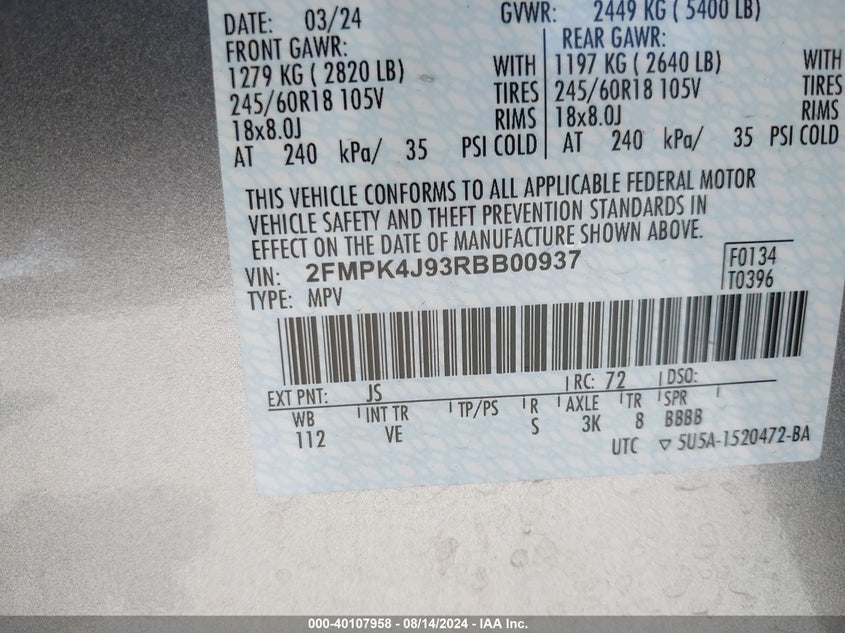 DATE: 03/24 GVWR: 2449 KG ( 5400 LB)
FRONT GAWR: REAR GAWR:
1279 KG ( 2820 LB) WITH 1197 KG ( 2640 LB) WITH
245/60R18 105V TIRES 245/60R18 105V TIRES
18x8.0J RIMS 18x8.0J RIMS
AT 240 kPa/ 35 PSI COLD AT 240 kPa/ 35 PSI COLD
THIS VEHICLE CONFORMS TO ALL APPLICABLE FEDERAL MOTOR
VEHICLE SAFETY AND THEFT PREVENTION STANDARDS IN
EFFECT ON THE DATE OF MANUFACTURE SHOWN ABOVE.
VIN: 2FMPK4J93RBB00937 F0134
TYPE: MPV T0396
EXT PNT: JS RC: 72 DSO:
WB INT TR TP/PS R AXLE TR SPR
112 VE S 3K 8 BBBB
UTC ▽ 5U5A-1520472-BA
000-40107958 - 08/14/2024 - IAA Inc.